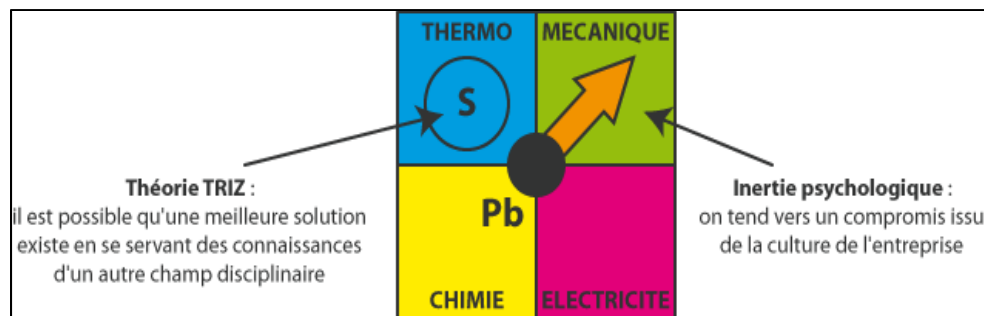 THERMO
MECANIQUE
S
Théorie TRIZ :
il est possible qu'une meilleure solution
existe en se servant des connaissances
d'un autre champ disciplinaire
Pb
Inertie psychologique :
on tend vers un compromis issu
de la culture de l'entreprise
CHIMIE
ELECTRICITE